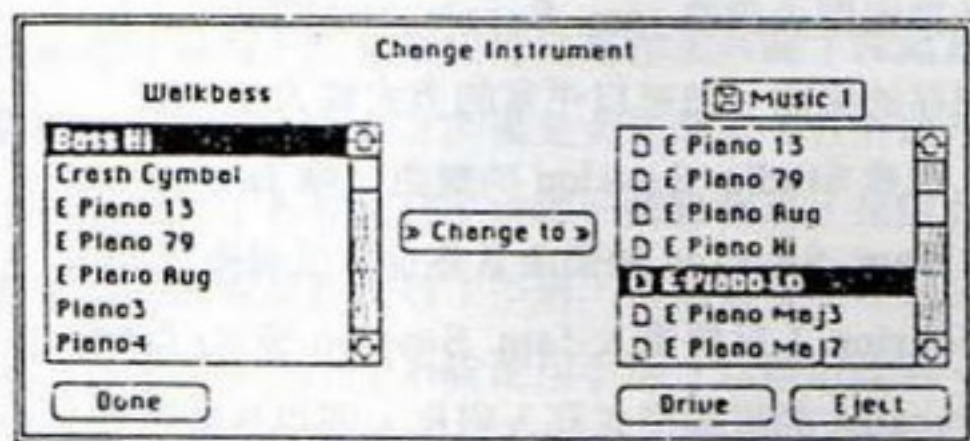 Change Instrument
Walkbass
Bass Hi
Crash Cymbal
E Piano 13
E Piano 79
E Piano Aug
Piano3
Piano4
Done
» Change to »
Music 1
E Piano 13
E Piano 79
E Piano Aug
E Piano Hi
E Piano Lo
E Piano Maj3
E Piano Maj7
Drive
Eject